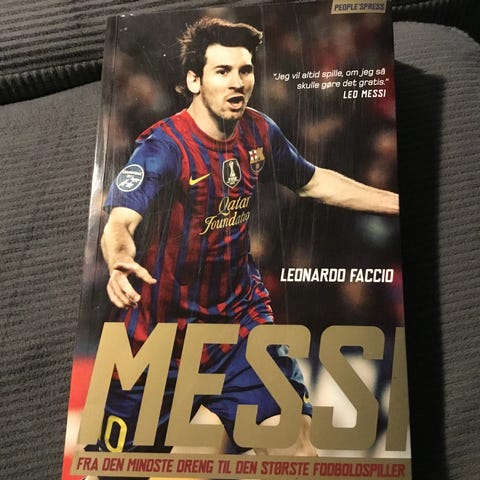 PEOPLE'SPRESS
"Jeg vil altid spille, om jeg så
skulle gøre det gratis."
LEO MESSI
Qatar
Foundation
LEONARDO FACCIO
MESSI
10
FRA DEN MINDSTE DRENG TIL DEN STØRSTE FODBOLDSPILLER